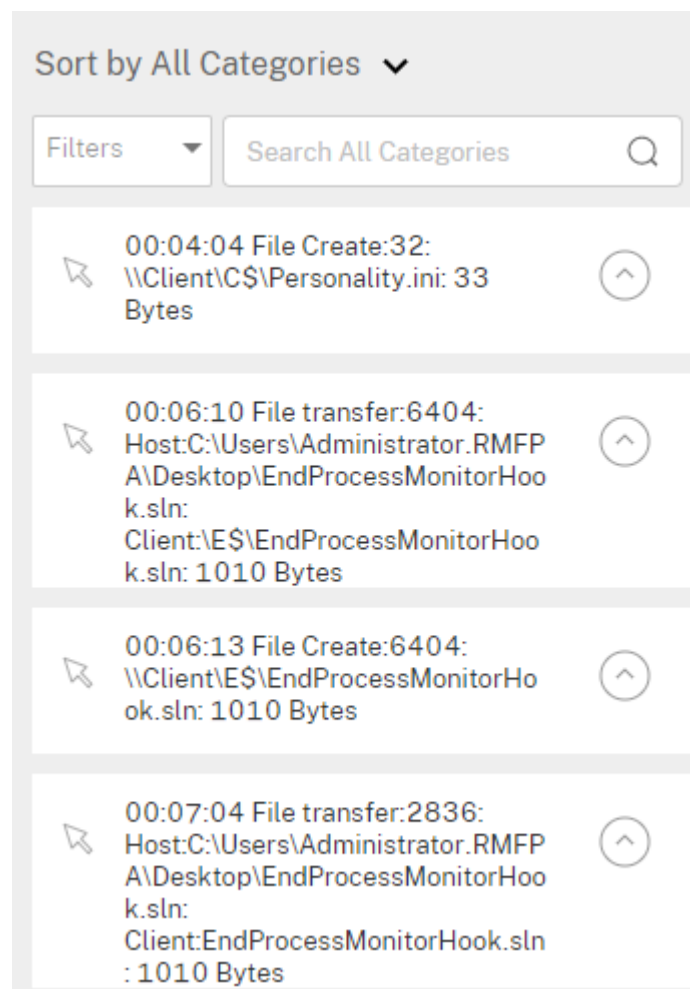 Sort by All Categories
Filters
Search All Categories
00:04:04 File Create:32:
\\Client\C$\Personality.ini: 33
Bytes
00:06:10 File transfer:6404:
Host:C:\Users\Administrator.RMFP
A\Desktop\EndProcessMonitorHoo
k.sln:
Client:\E$\EndProcessMonitorHoo
k.sln: 1010 Bytes
00:06:13 File Create:6404:
\\Client\E$\EndProcessMonitorHo
ok.sln: 1010 Bytes
00:07:04 File transfer:2836:
Host:C:\Users\Administrator.RMFP
A\Desktop\EndProcessMonitorHoo
k.sln:
Client:EndProcessMonitorHook.sln
: 1010 Bytes